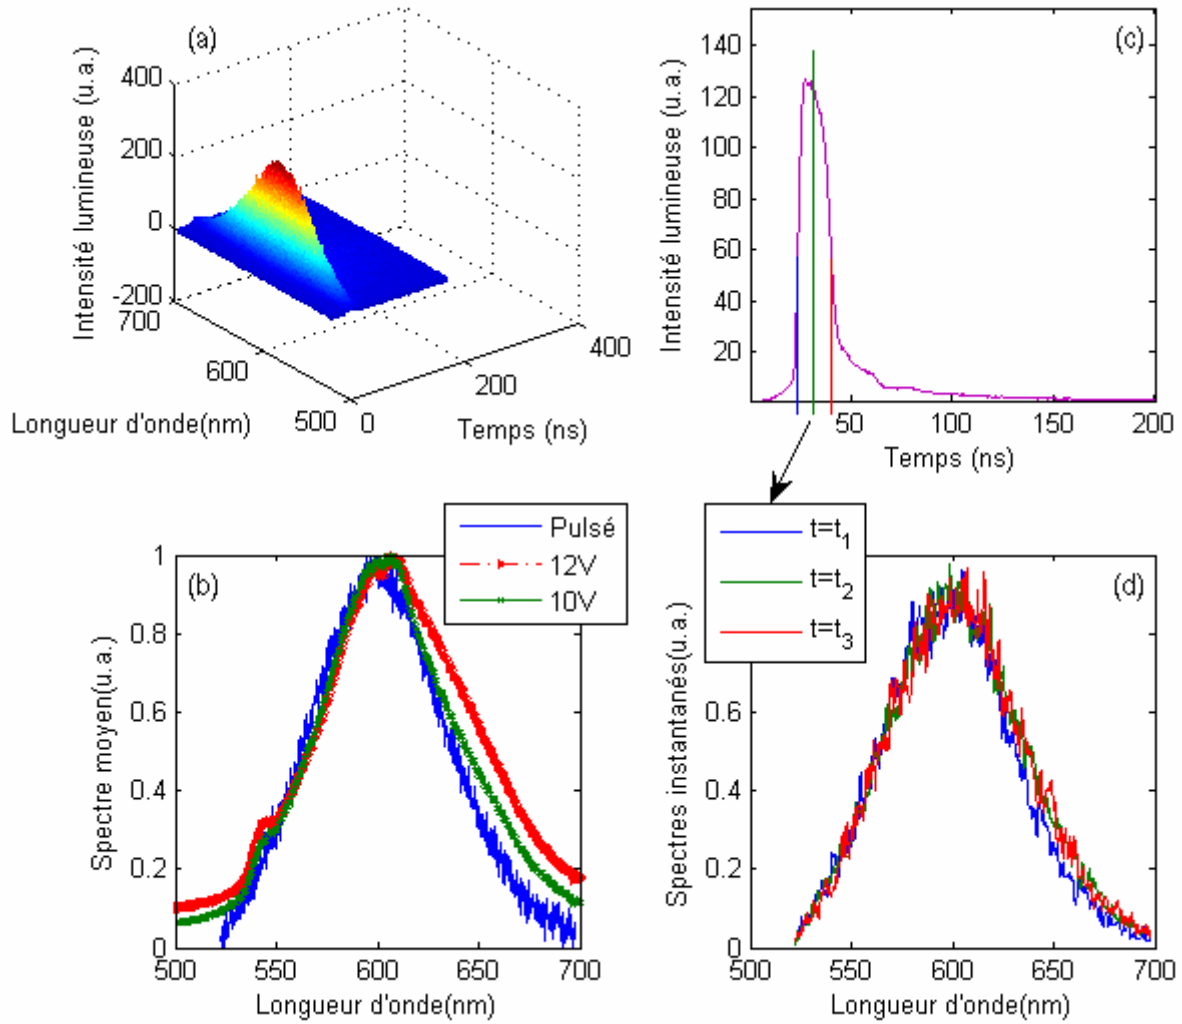 (a)
Intensité lumineuse (u.a.)
400
200
0
-200
700
600
500
0
200
400
Longueur d'onde(nm)
Temps (ns)
(c)
Intensité lumineuse (u.a.)
140
120
100
80
60
40
20
50
100
150
200
Temps (ns)
(b)
Spectre moyen(u.a.)
1
0.8
0.6
0.4
0.2
0
500
550
600
650
700
Longueur d'onde(nm)
Pulsé
12V
10V
(d)
Spectres instantanés(u.a.)
0.8
0.6
0.4
0.2
0
500
550
600
650
700
Longueur d'onde(nm)
t=t1
t=t2
t=t3